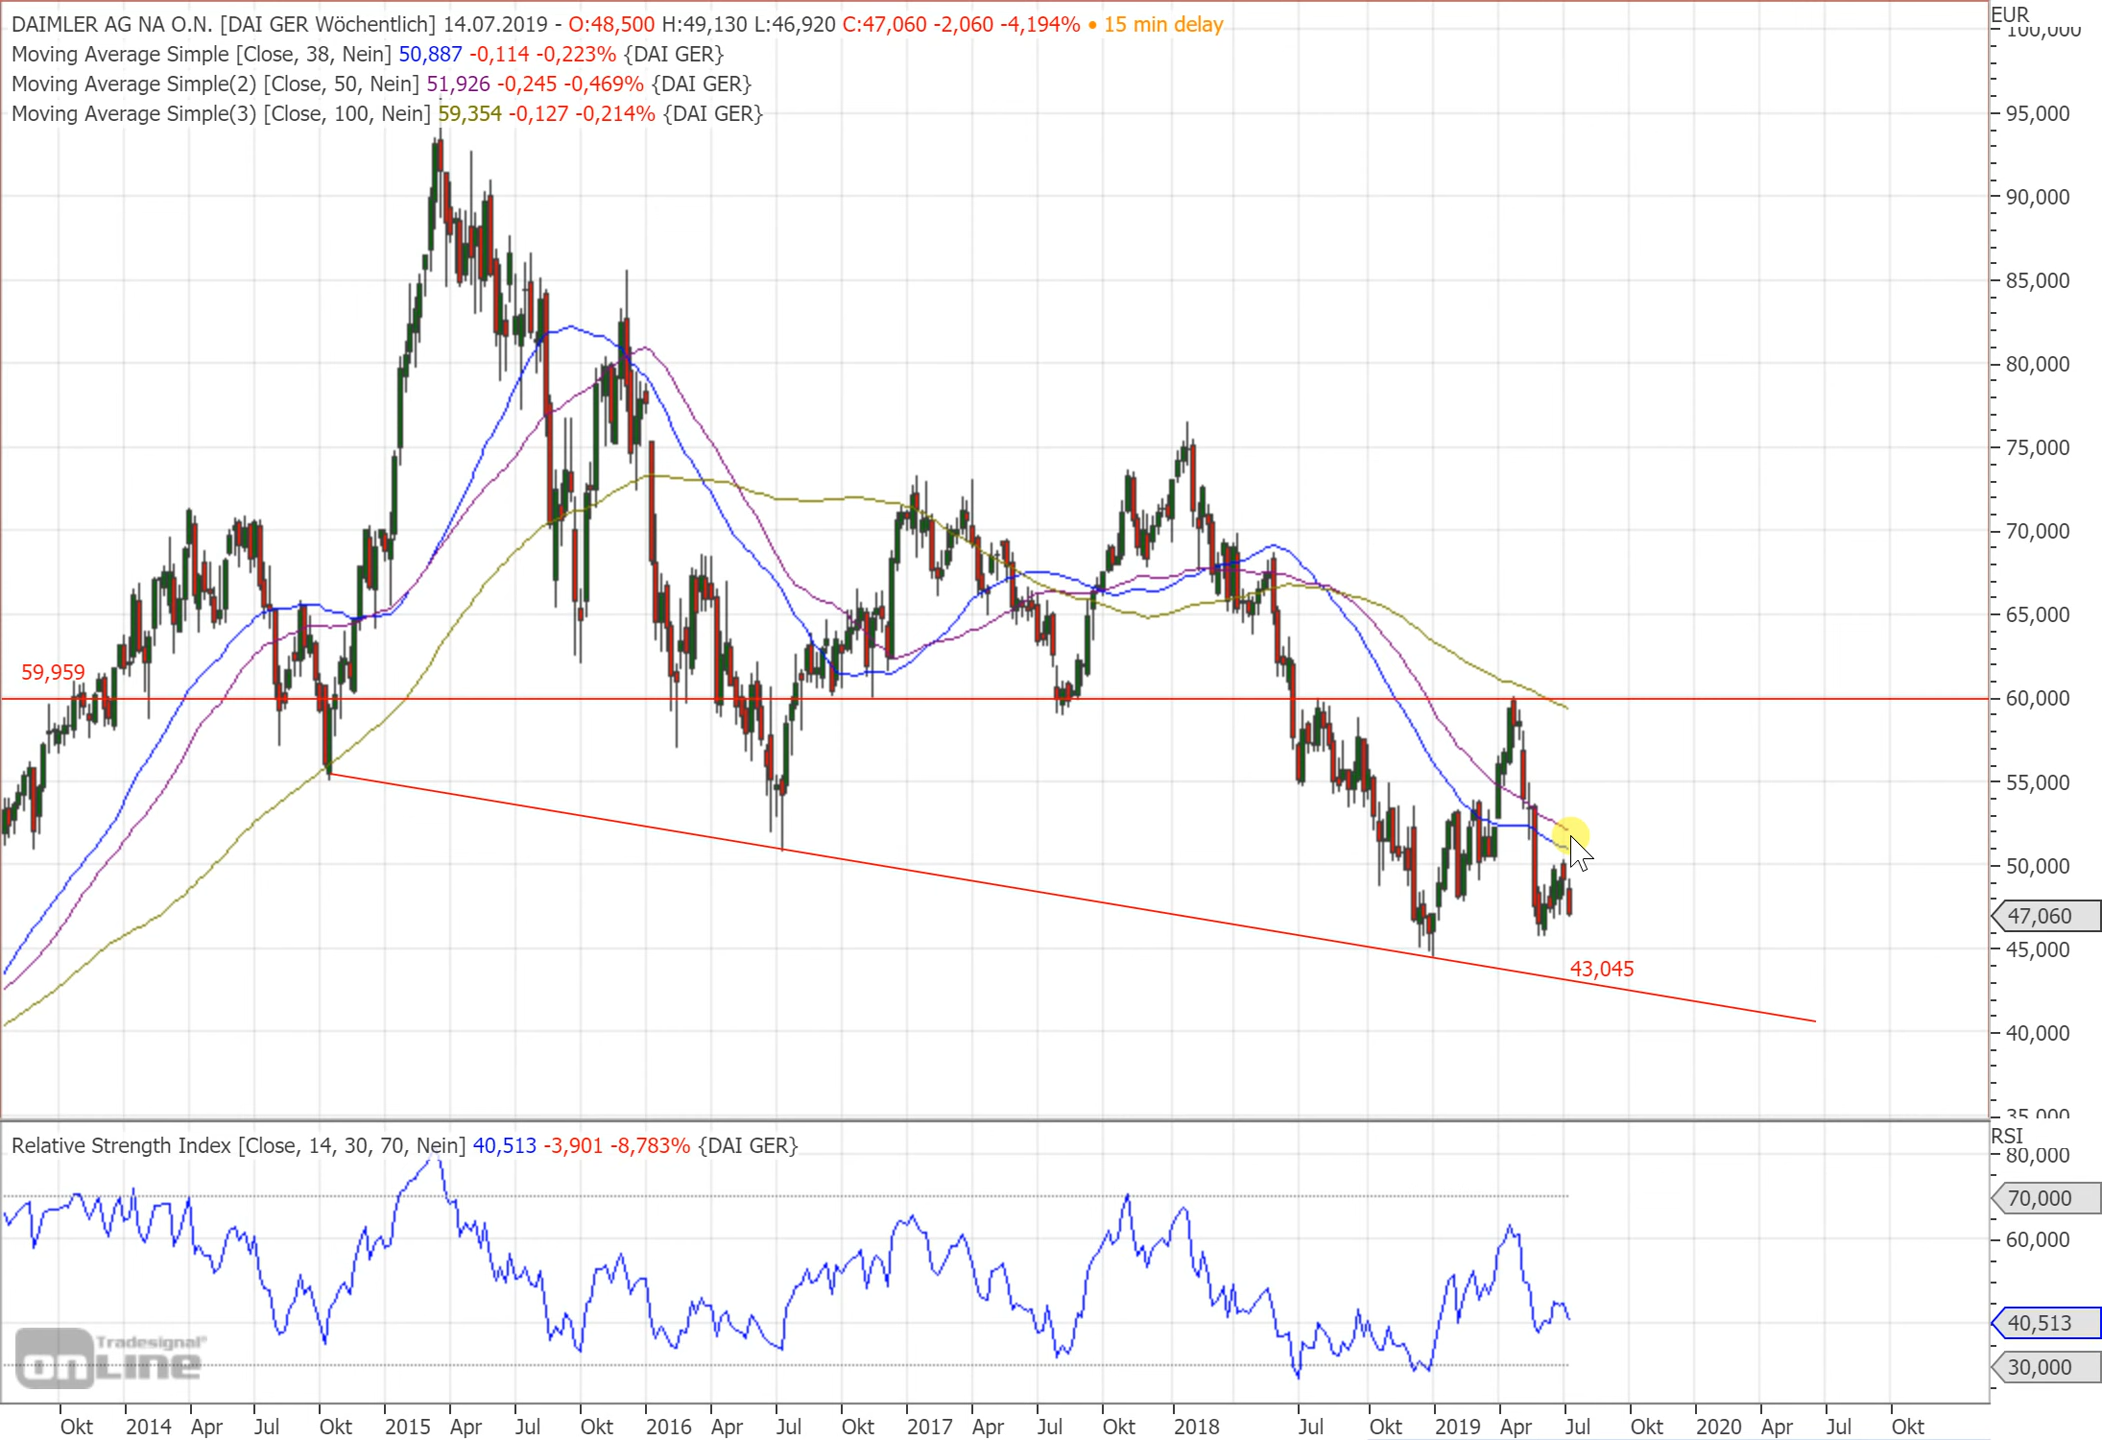 DAIMLER AG NA O.N. [DAI GER Wöchentlich] 14.07.2019 - O:48,500 H:49,130 L:46,920 C:47,060 -2,060 -4,194% • 15 min delay
Moving Average Simple [Close, 38, Nein] 50,887 -0,114 -0,223% {DAI GER}
Moving Average Simple(2) [Close, 50, Nein] 51,926 -0,245 -0,469% {DAI GER}
Moving Average Simple(3) [Close, 100, Nein] 59,354 -0,127 -0,214% {DAI GER}
EUR
100,000
95,000
90,000
85,000
80,000
75,000
70,000
65,000
59,959
60,000
55,000
50,000
47,060
45,000
43,045
40,000
35,000
Relative Strength Index [Close, 14, 30, 70, Nein] 40,513 -3,901 -8,783% {DAI GER}
RSI
80,000
70,000
60,000
40,513
30,000
Tradesignal®
onLine
Okt 2014 Apr Jul Okt 2015 Apr Jul Okt 2016 Apr Jul Okt 2017 Apr Jul Okt 2018 Jul Okt 2019 Apr Jul Okt 2020 Apr Jul Okt